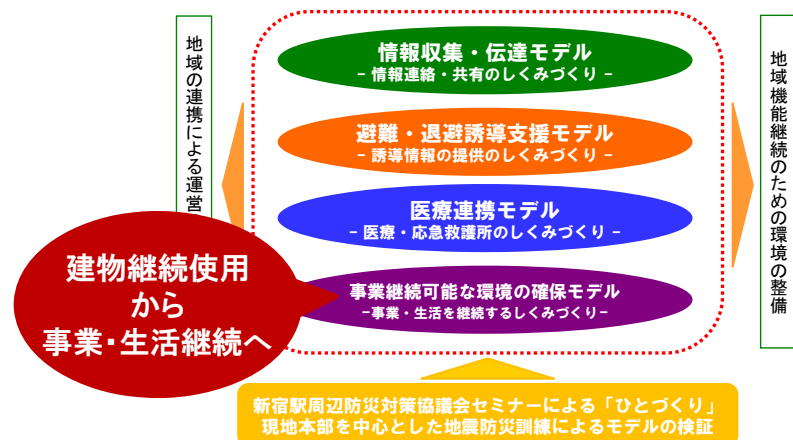 地域の連携による運営
情報収集・伝達モデル
- 情報連絡・共有のしくみづくり -
避難・退避誘導支援モデル
- 誘導情報の提供のしくみづくり -
医療連携モデル
- 医療・応急救護所のしくみづくり -
事業継続可能な環境の確保モデル
-事業・生活を継続するしくみづくり-
建物継続使用
から
事業・生活継続へ
地域機能継続のための環境の整備
新宿駅周辺防災対策協議会セミナーによる「ひとづくり」
現地本部を中心とした地震防災訓練によるモデルの検証